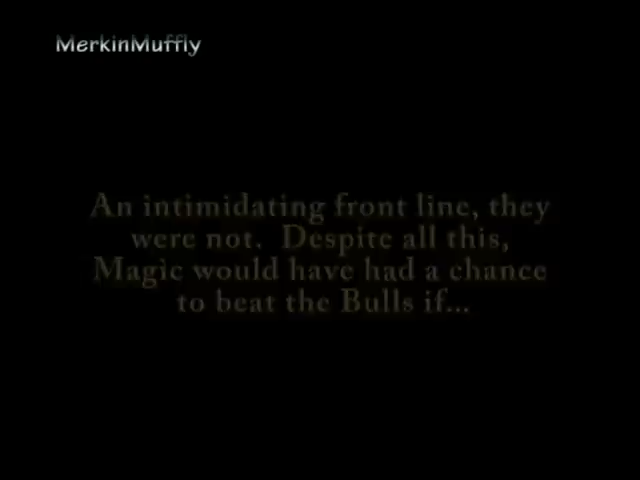 MerkinMuffly
An intimidating front line, they
were not. Despite all this,
Magic would have had a chance
to beat the Bulls if...